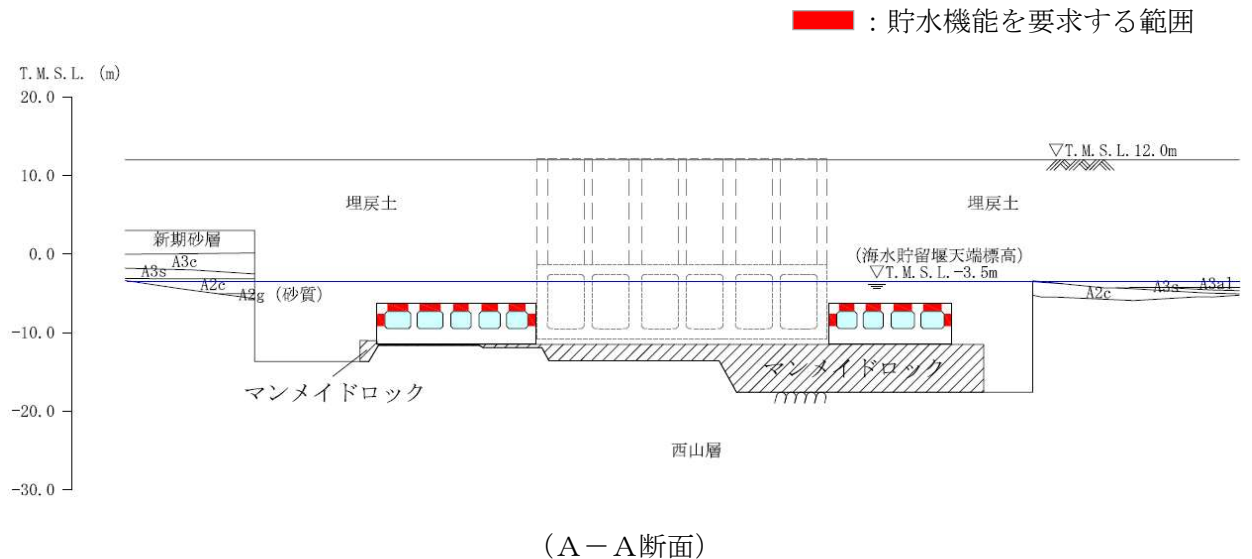 ：貯水機能を要求する範囲
T.M.S.L. (m)
20.0
10.0
0.0
-10.0
-20.0
-30.0
▽T.M.S.L.12.0m
埋戻土
埋戻土
新期砂層
A3c
A3s
A2c
A2g（砂質）
(海水貯留堰天端標高)
▽T.M.S.L.-3.5m
A3s
A3al
A2c
マンメイドロック
マンメイドロック
西山層
(A－A断面)